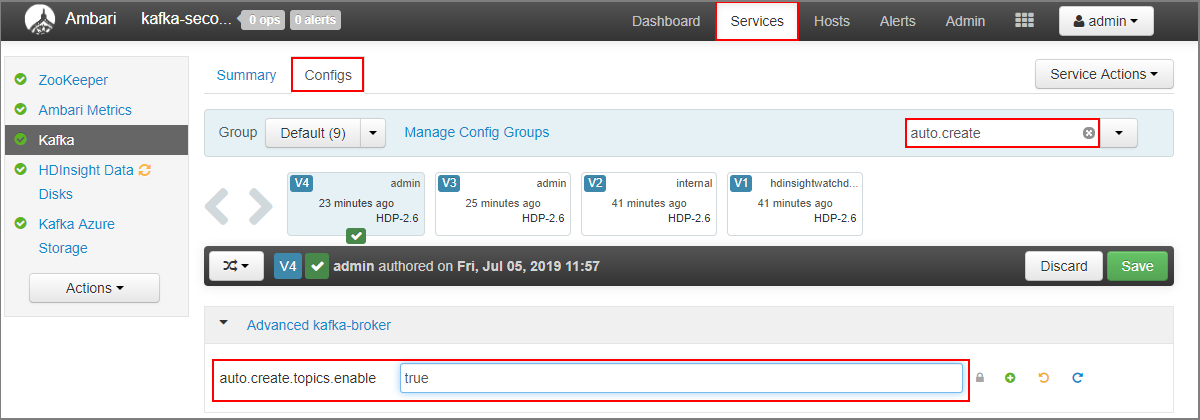 Ambari kafka-seco... 0 ops 0 alerts Dashboard Services Hosts Alerts Admin admin
ZooKeeper
Ambari Metrics
Kafka
HDInsight Data
Disks
Kafka Azure
Storage
Actions
Summary Configs Service Actions
Group Default (9) Manage Config Groups auto.create
V4 admin
23 minutes ago
HDP-2.6
V3 admin
25 minutes ago
HDP-2.6
V2 internal
41 minutes ago
HDP-2.6
V1 hdinsightwatchd...
41 minutes ago
HDP-2.6
V4 admin authored on Fri, Jul 05, 2019 11:57 Discard Save
Advanced kafka-broker
auto.create.topics.enable true